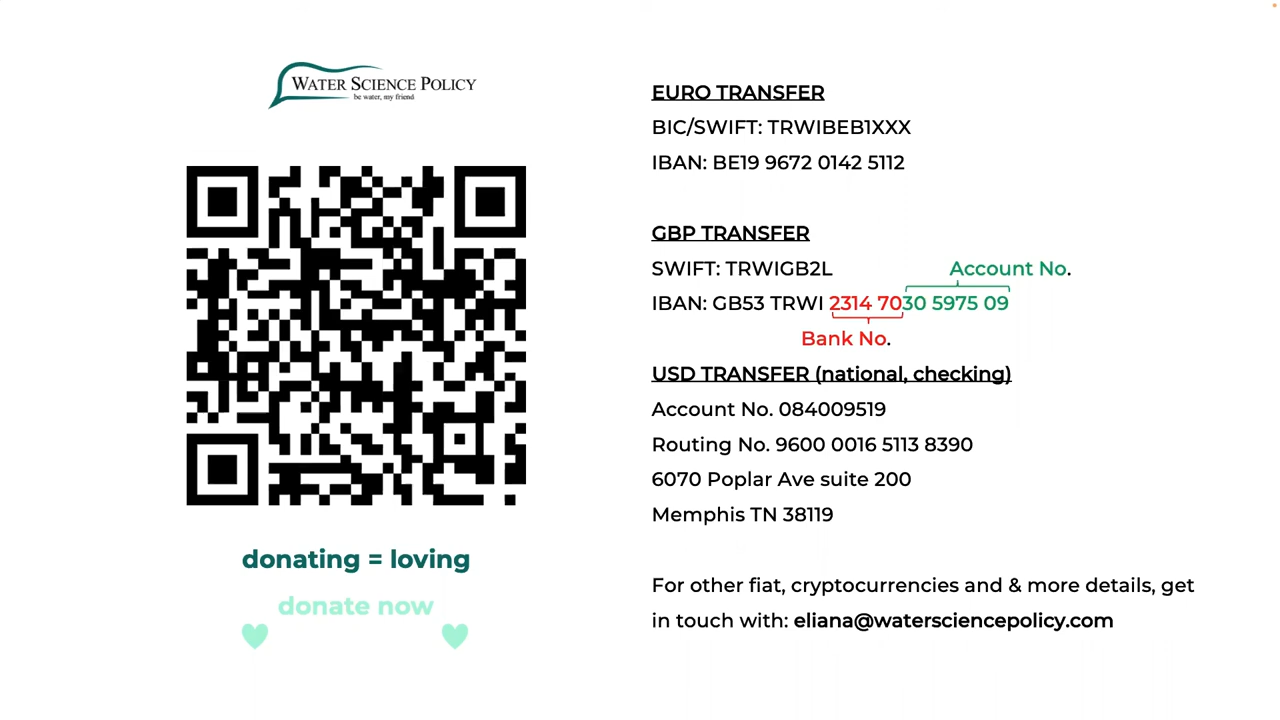 WATER SCIENCE POLICY
be water, my friend
donating = loving
donate now
EURO TRANSFER
BIC/SWIFT: TRWIBEB1XXX
IBAN: BE19 9672 0142 5112
GBP TRANSFER
SWIFT: TRWIGB2L
Account No.
IBAN: GB53 TRWI 2314 7030 5975 09
Bank No.
USD TRANSFER (national, checking)
Account No. 084009519
Routing No. 9600 0016 5113 8390
6070 Poplar Ave suite 200
Memphis TN 38119
For other fiat, cryptocurrencies and & more details, get
in touch with: eliana@watersciencepolicy.com